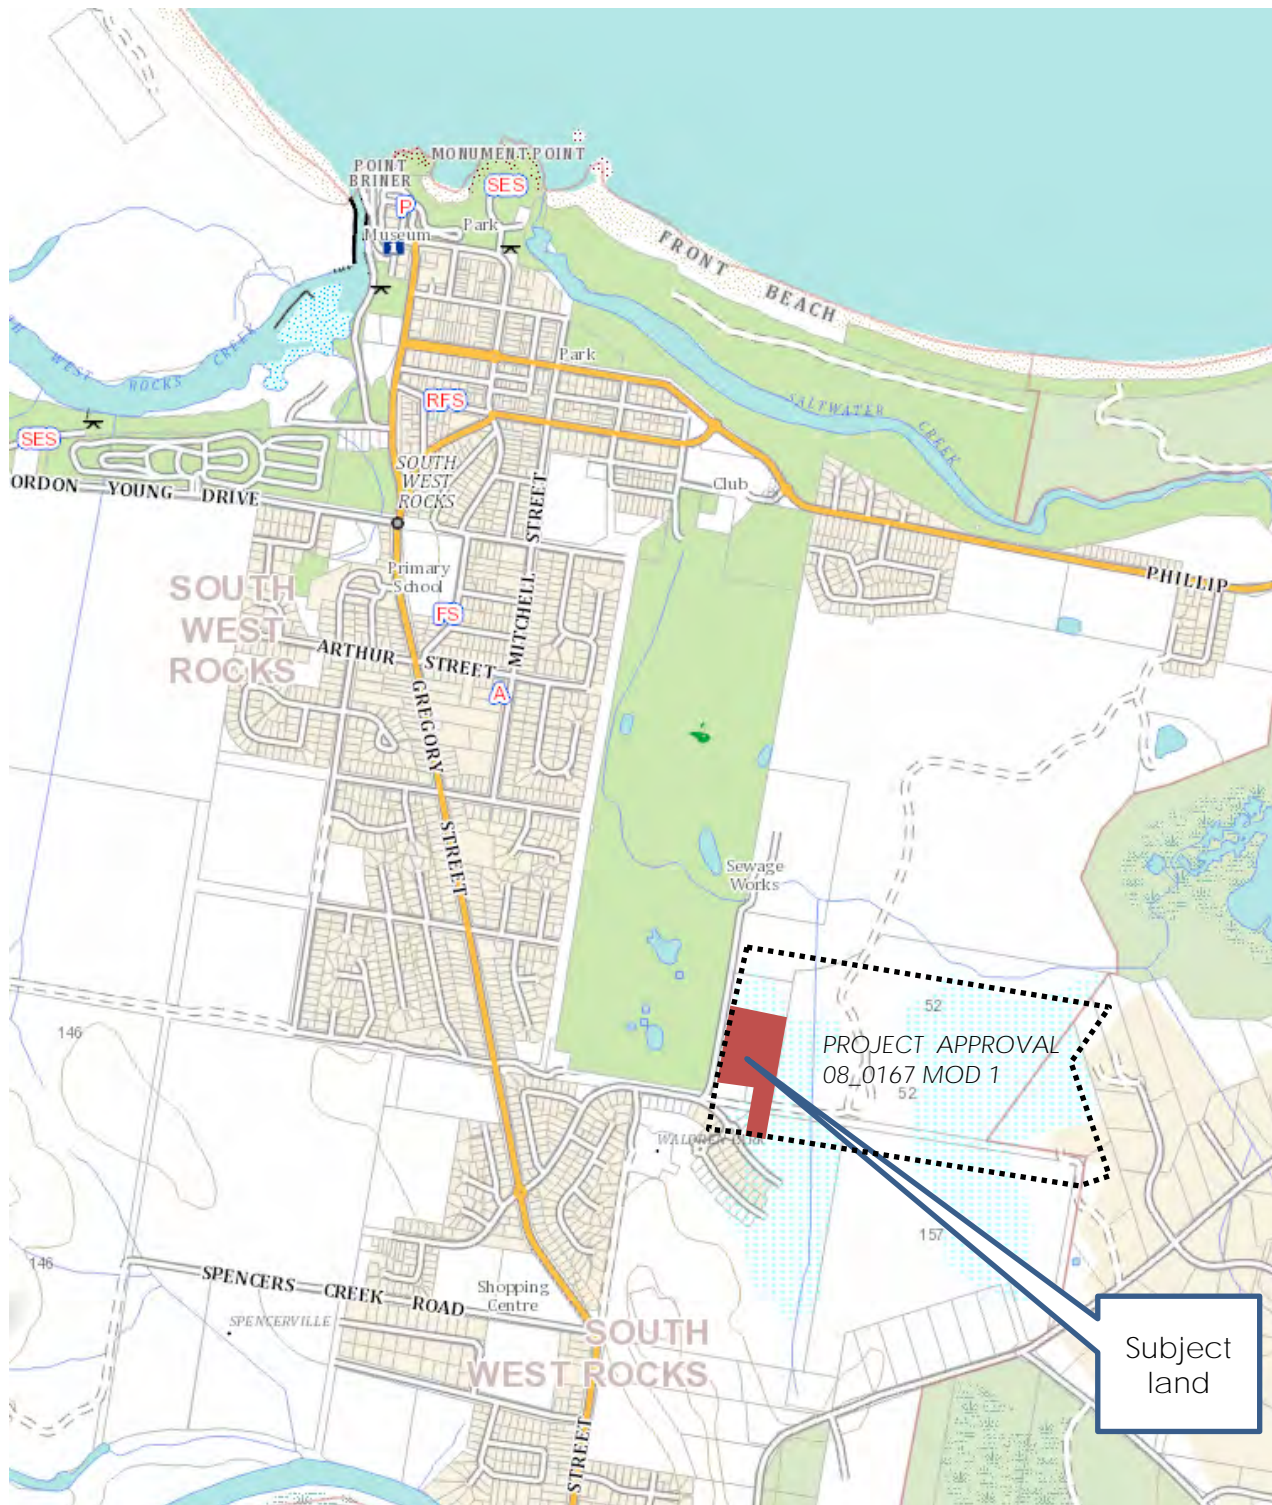 MONUMENT POINT
POINT
BRINER
SES
P
Park
Museum
i
FRONT
BEACH
WEST ROCKS CREEK
Park
SALTWATER
CREEK
RFS
SES
SOUTH
WEST
ROCKS
Club
ORDON YOUNG DRIVE
MITCHELL STREET
Primary
School
PHILLIP
SOUTH
WEST
ROCKS
FS
ARTHUR STREET
A
GREGORY STREET
Sewage
Works
52
146
PROJECT APPROVAL
08_0167 MOD 1
52
WALDREN PARK
157
146
SPENCERS CREEK ROAD
Shopping
Centre
SPENCERVILLE
SOUTH
WEST ROCKS
Subject
land
STREET